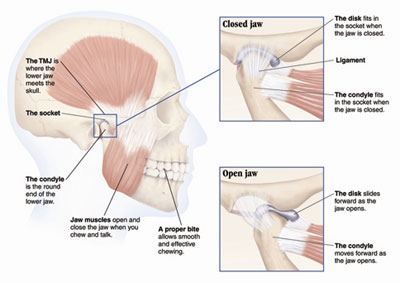 The TMJ is
where the
lower jaw
meets the
skull.
The socket
The condyle
is the round
end of the
lower jaw.
Jaw muscles open and
close the jaw when you
chew and talk.
A proper bite
allows smooth
and effective
chewing.
Closed jaw
The disk fits in
the socket when
the jaw is closed.
Ligament
The condyle fits
in the socket when
the jaw is closed.
Open jaw
The disk slides
forward as the
jaw opens.
The condyle
moves forward as
the jaw opens.